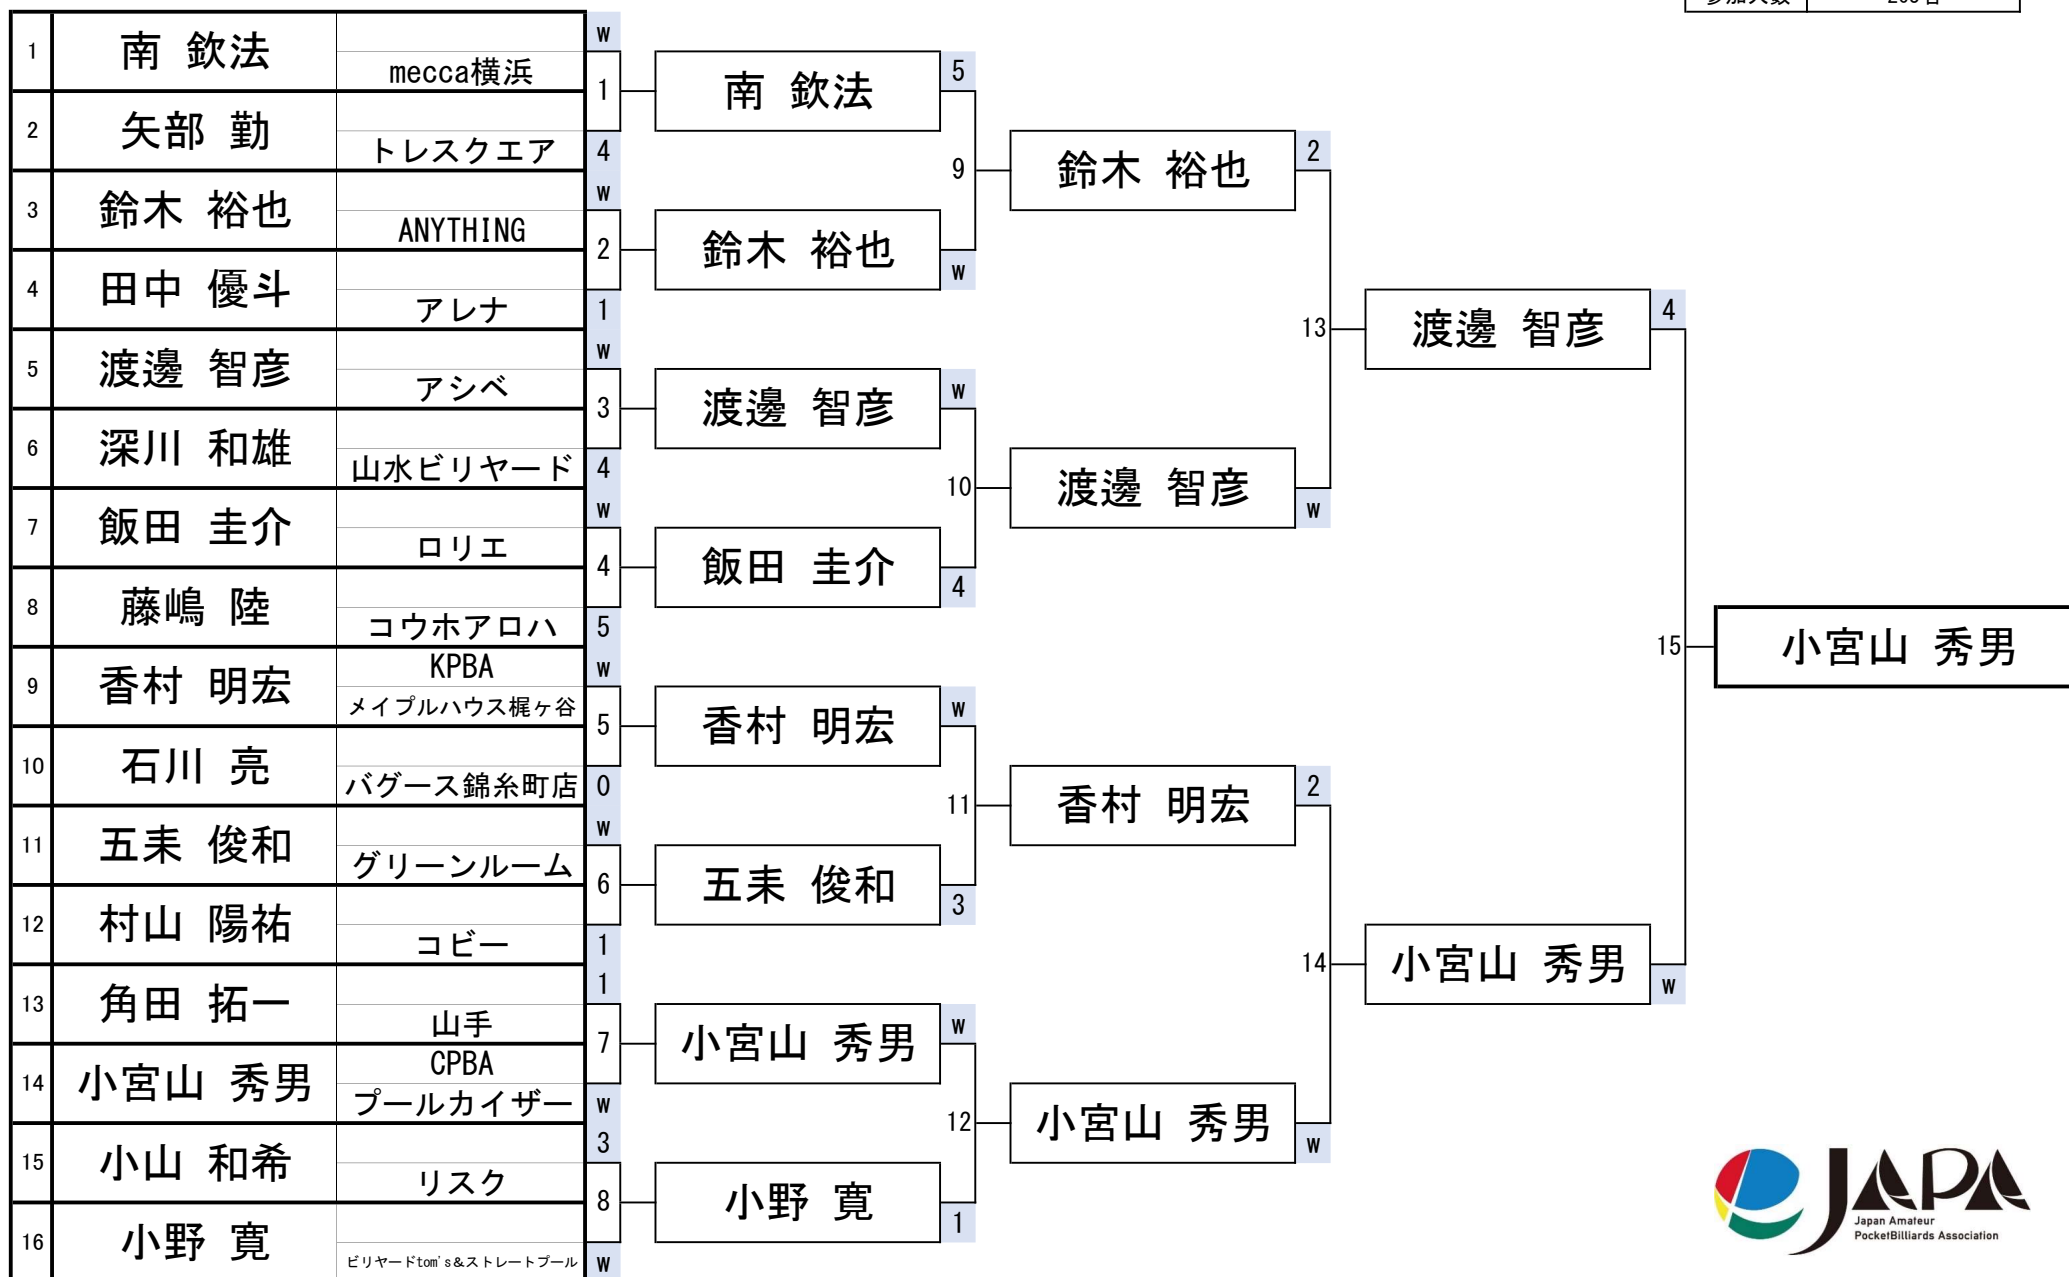 1 南 欽法 mecca横浜 W
2 矢部 勤 トレスクエア 4
1
3 鈴木 裕也 ANYTHING W
4 田中 優斗 アレナ 1
2
5 渡邊 智彦 アシベ W
6 深川 和雄 山水ビリヤード 4
3
7 飯田 圭介 ロリエ W
8 藤嶋 陸 コウホアロハ 5
4
9 香村 明宏 KPBA メイプルハウス梶ヶ谷 W
10 石川 亮 バグース錦糸町店 0
5
11 五耒 俊和 グリーンルーム W
12 村山 陽祐 コビー 1
6
13 角田 拓一 山手 1
14 小宮山 秀男 CPBA プールカイザー W
7
15 小山 和希 リスク 3
16 小野 寛 ビリヤードtom's&ストレートプール W
8
南 欽法 5
9
鈴木 裕也 W
渡邊 智彦 W
10
飯田 圭介 4
香村 明宏 W
11
五耒 俊和 3
小宮山 秀男 W
12
小野 寛 1
鈴木 裕也 2
13
渡邊 智彦 W
香村 明宏 2
14
小宮山 秀男 W
渡邊 智彦 4
15
小宮山 秀男 W
小宮山 秀男
JAPA
Japan Amateur
PocketBilliards Association